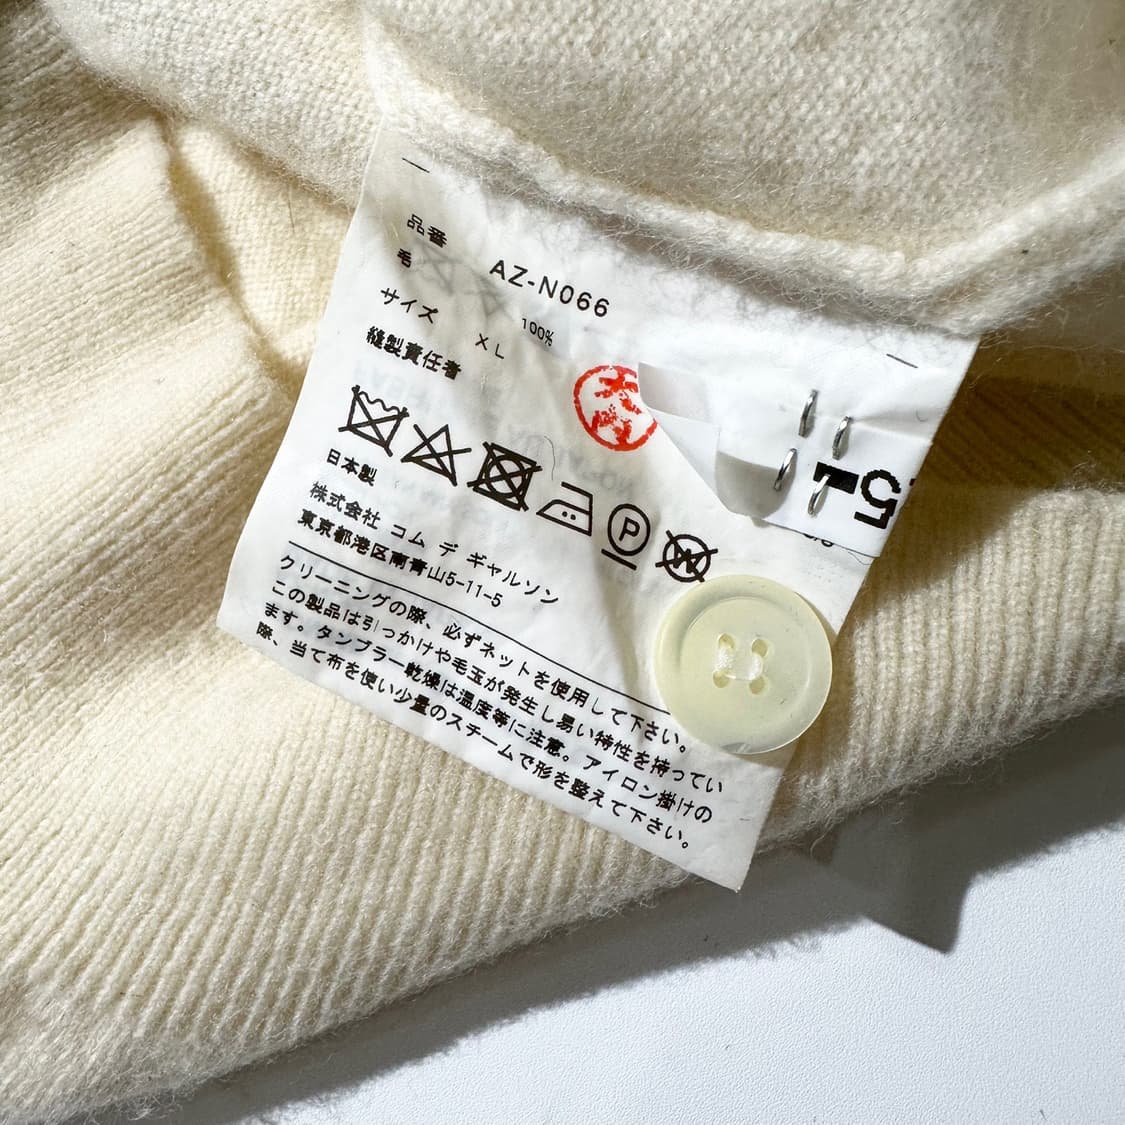 品番 AZ-N066
毛 100%
サイズ XL
縫製責任者
P
W
日本製
株式会社 コム デ ギャルソン
東京都港区南青山5-11-5
クリーニングの際、必ずネットを使用して下さい。
この製品は引っかけや毛玉が発生し易い特性を持ってい
ます。タンブラー乾燥は温度等に注意。アイロン掛けの
際、当て布を使い少量のスチームで形を整えて下さい。
5